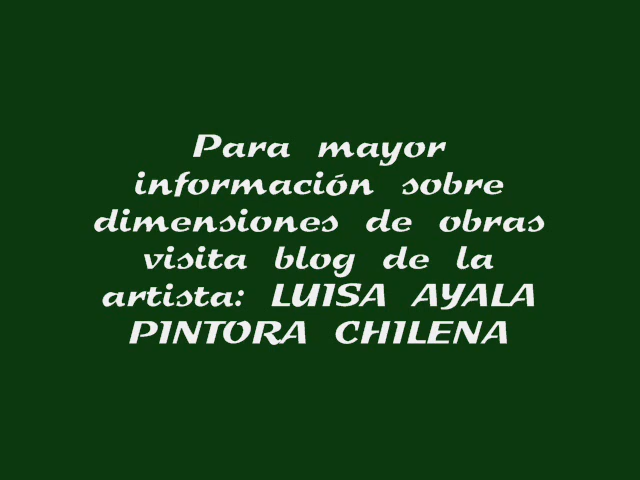 Para mayor
información sobre
dimensiones de obras
visita blog de la
artista: LUISA AYALA
PINTORA CHILENA